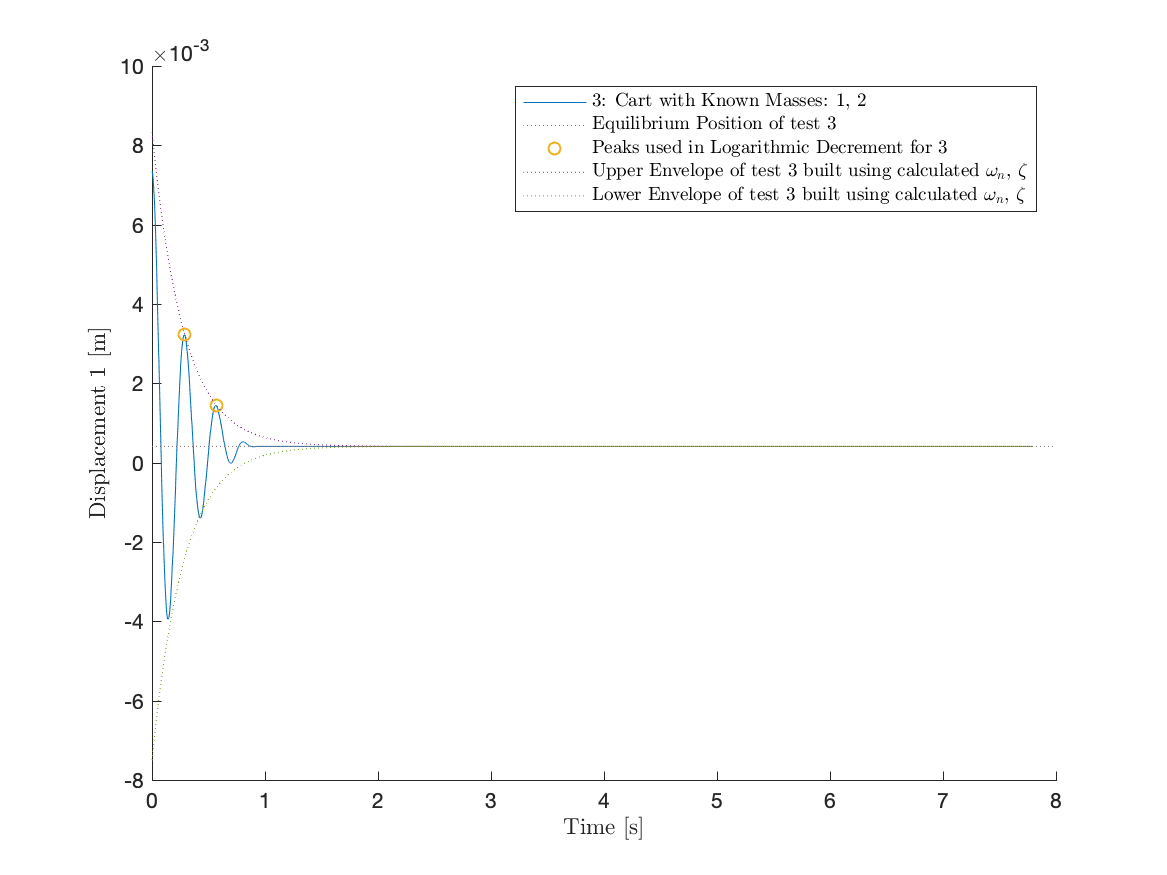 ×10-3
10
8
6
4
2
0
-2
-4
-6
-8
Displacement 1 [m]
3: Cart with Known Masses: 1, 2
Equilibrium Position of test 3
Peaks used in Logarithmic Decrement for 3
Upper Envelope of test 3 built using calculated ωn, ζ
Lower Envelope of test 3 built using calculated ωn, ζ
0 1 2 3 4 5 6 7 8
Time [s]